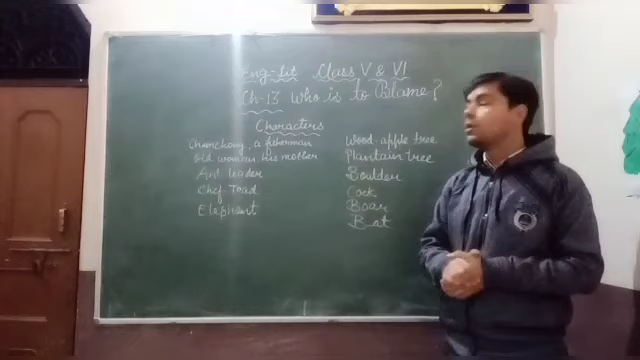 Eng-Lit Class V & VI
Ch-13 Who is to Blame?
Characters
a fisherman
Old woman, his mother
Ant leader
Chef-Toad
Elephant
Wood-apple tree
Plantain tree
Boulder
Cock
Boar
Bat